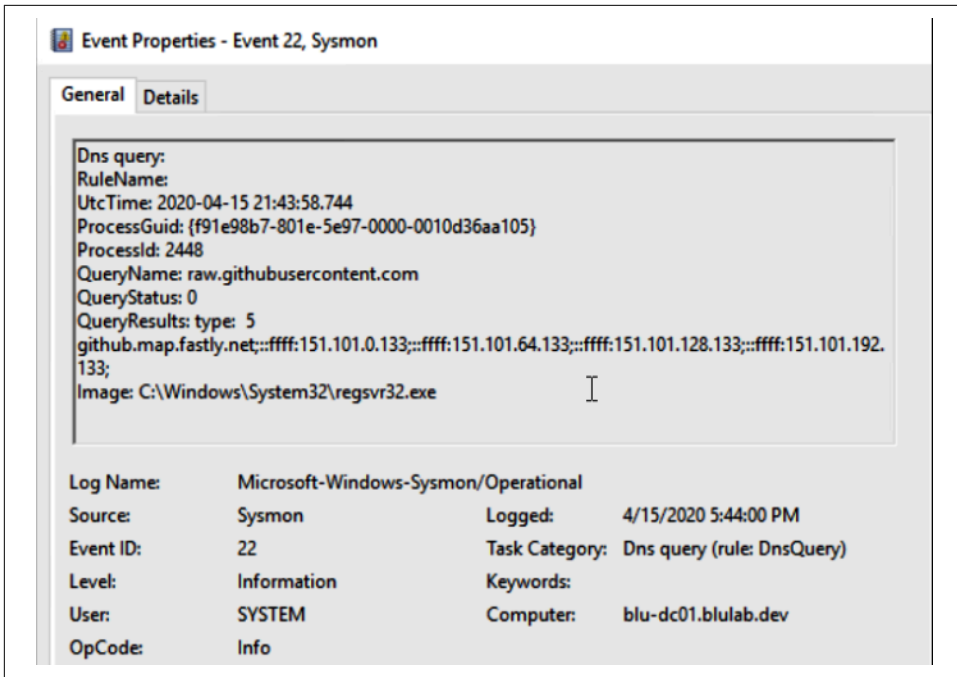 Event Properties - Event 22, Sysmon
General Details
Dns query:
RuleName:
UtcTime: 2020-04-15 21:43:58.744
ProcessGuid: {f91e98b7-801e-5e97-0000-0010d36aa105}
ProcessId: 2448
QueryName: raw.githubusercontent.com
QueryStatus: 0
QueryResults: type:  5
github.map.fastly.net;::ffff:151.101.0.133;::ffff:151.101.64.133;::ffff:151.101.128.133;::ffff:151.101.192.
133;
Image: C:\Windows\System32\regsvr32.exe
Log Name: Microsoft-Windows-Sysmon/Operational
Source: Sysmon Logged: 4/15/2020 5:44:00 PM
Event ID: 22 Task Category: Dns query (rule: DnsQuery)
Level: Information Keywords:
User: SYSTEM Computer: blu-dc01.blulab.dev
OpCode: Info